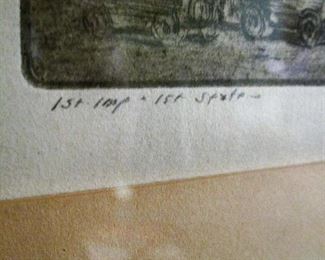 1st imp - 1st State